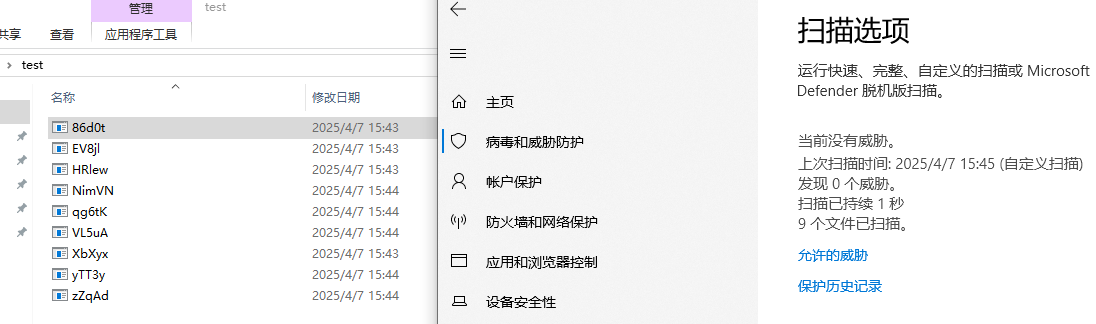 管理
test
共享
查看
应用程序工具
test
名称
修改日期
86d0t
2025/4/7 15:43
EV8jl
2025/4/7 15:43
HRlew
2025/4/7 15:43
NimVN
2025/4/7 15:44
qg6tK
2025/4/7 15:44
VL5uA
2025/4/7 15:44
XbXyx
2025/4/7 15:43
yTT3y
2025/4/7 15:44
zZqAd
2025/4/7 15:44
主页
病毒和威胁防护
帐户保护
防火墙和网络保护
应用和浏览器控制
设备安全性
扫描选项
运行快速、完整、自定义的扫描或 Microsoft
Defender 脱机版扫描。
当前没有威胁。
上次扫描时间: 2025/4/7 15:45 (自定义扫描)
发现 0 个威胁。
扫描已持续 1 秒
9 个文件已扫描。
允许的威胁
保护历史记录